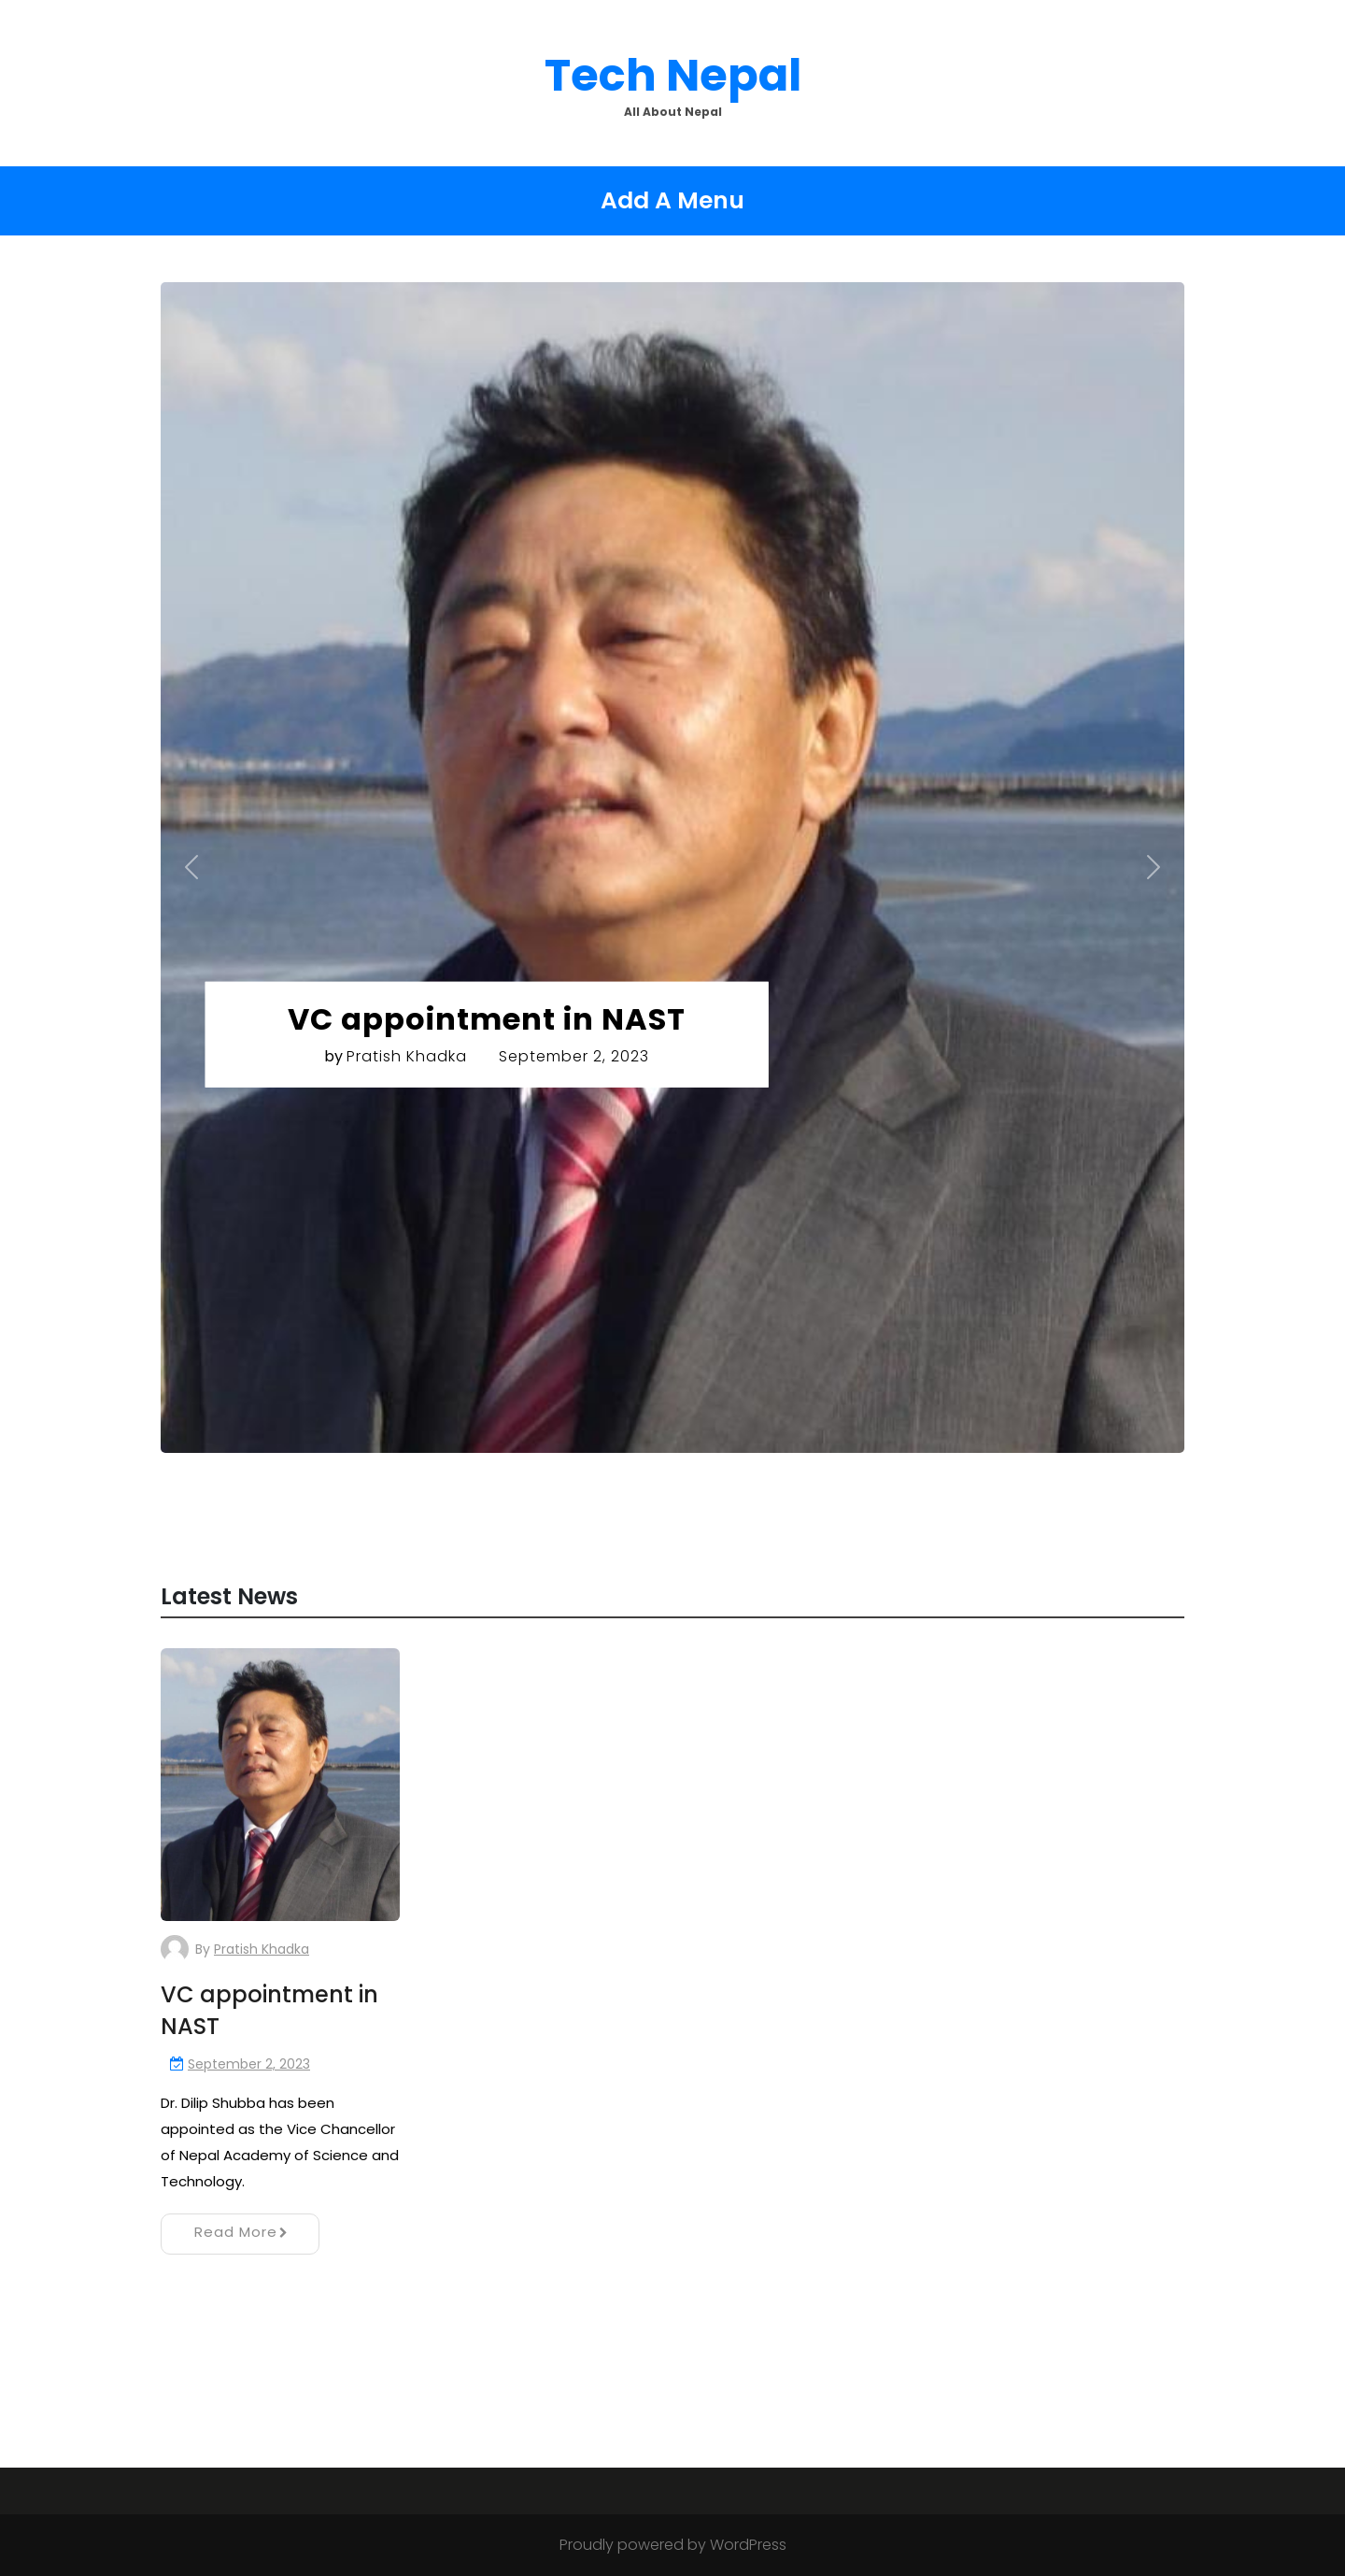 Tech Nepal
All About Nepal
Add A Menu
VC appointment in NAST
by Pratish Khadka September 2, 2023
Latest News
By Pratish Khadka
VC appointment in
NAST
September 2, 2023
Dr. Dilip Shubba has been
appointed as the Vice Chancellor
of Nepal Academy of Science and
Technology.
Read More
Proudly powered by WordPress